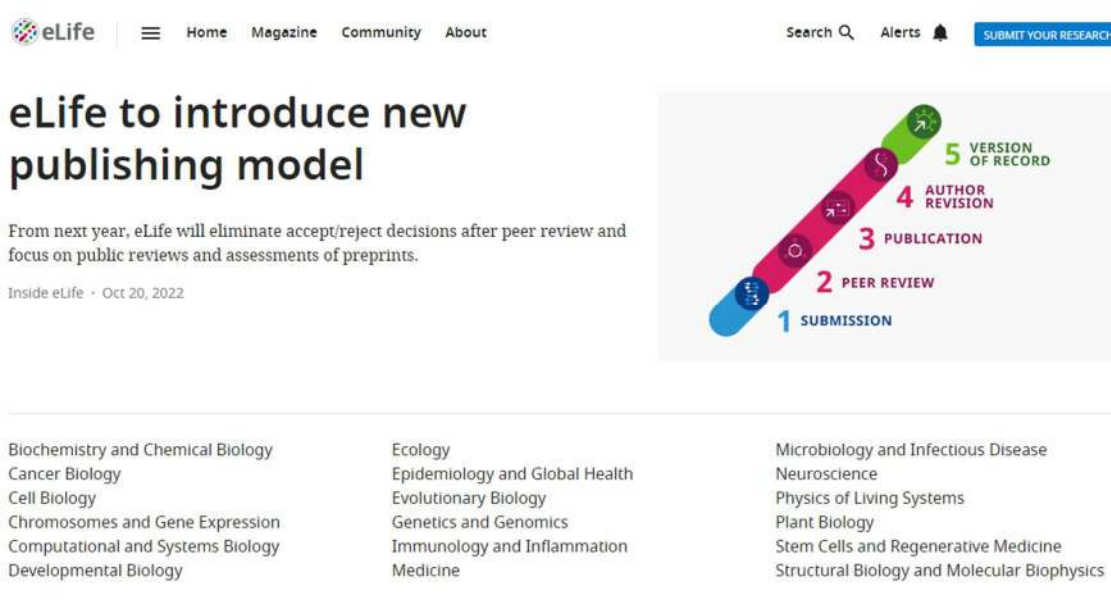 eLife
Home Magazine Community About
Search Alerts SUBMIT YOUR RESEARCH
eLife to introduce new
publishing model
From next year, eLife will eliminate accept/reject decisions after peer review and
focus on public reviews and assessments of preprints.
Inside eLife • Oct 20, 2022
5 VERSION
OF RECORD
4 AUTHOR
REVISION
3 PUBLICATION
2 PEER REVIEW
1 SUBMISSION
Biochemistry and Chemical Biology
Cancer Biology
Cell Biology
Chromosomes and Gene Expression
Computational and Systems Biology
Developmental Biology
Ecology
Epidemiology and Global Health
Evolutionary Biology
Genetics and Genomics
Immunology and Inflammation
Medicine
Microbiology and Infectious Disease
Neuroscience
Physics of Living Systems
Plant Biology
Stem Cells and Regenerative Medicine
Structural Biology and Molecular Biophysics